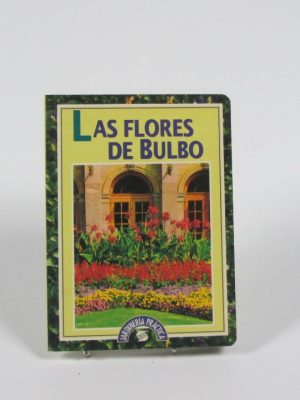 LAS FLORES
DE BULBO
JARDINERÍA PRÁCTICA